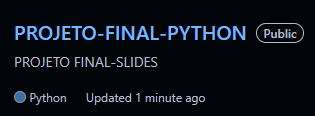 PROJETO-FINAL-PYTHON Public
PROJETO FINAL-SLIDES
Python Updated 1 minute ago